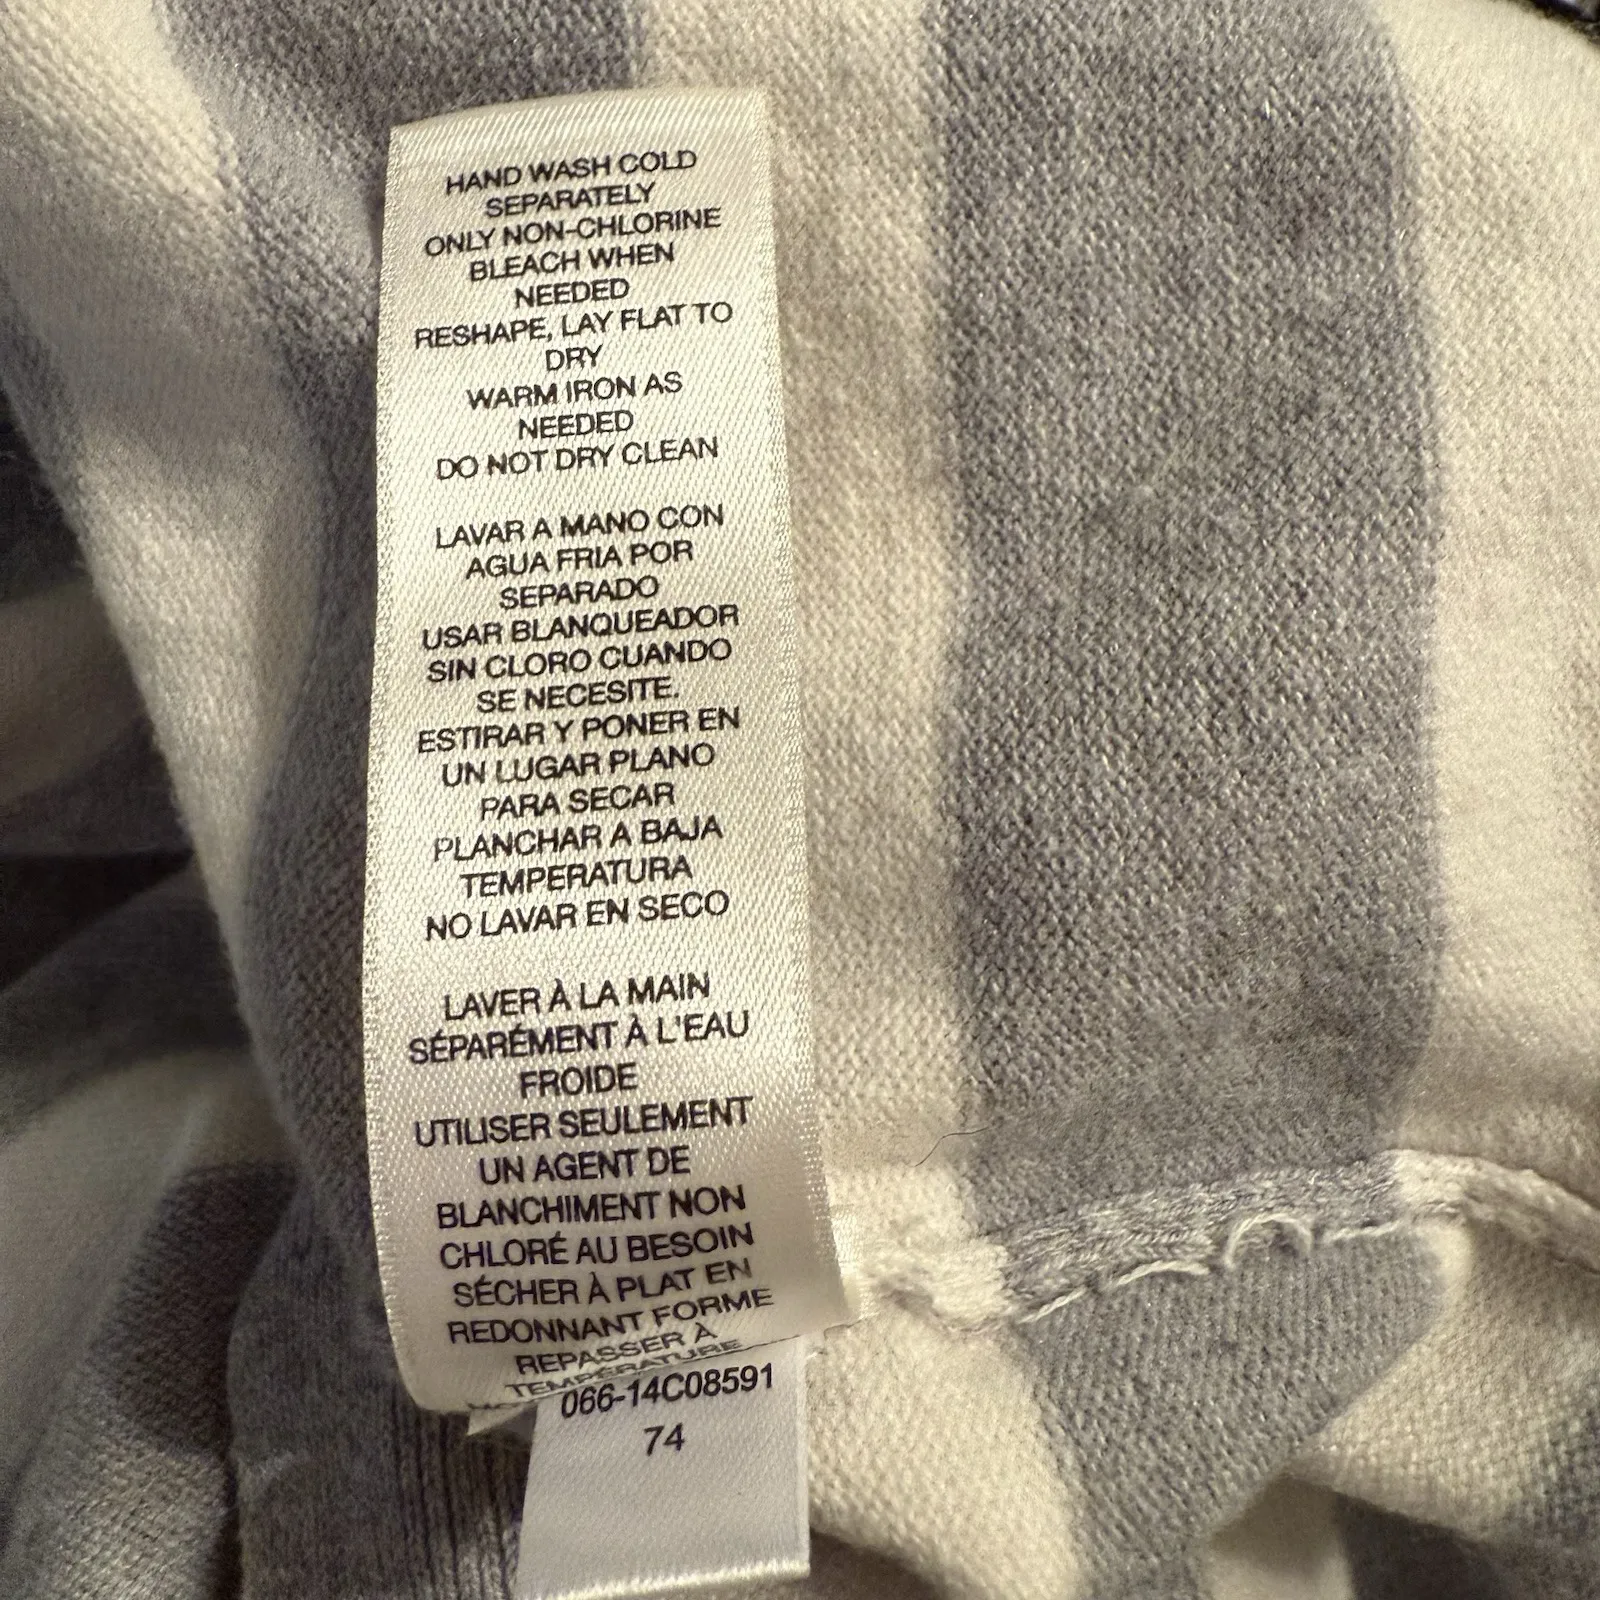 HAND WASH COLD
SEPARATELY
ONLY NON-CHLORINE
BLEACH WHEN
NEEDED
RESHAPE, LAY FLAT TO
DRY
WARM IRON AS
NEEDED
DO NOT DRY CLEAN
LAVAR A MANO CON
AGUA FRIA POR
SEPARADO
USAR BLANQUEADOR
SIN CLORO CUANDO
SE NECESITE.
ESTIRAR Y PONER EN
UN LUGAR PLANO
PARA SECAR
PLANCHAR A BAJA
TEMPERATURA
NO LAVAR EN SECO
LAVER À LA MAIN
SÉPARÉMENT À L'EAU
FROIDE
UTILISER SEULEMENT
UN AGENT DE
BLANCHIMENT NON
CHLORÉ AU BESOIN
SÉCHER À PLAT EN
REDONNANT FORME
REPASSER À
TEMPÉRATURE
066-14C08591
74